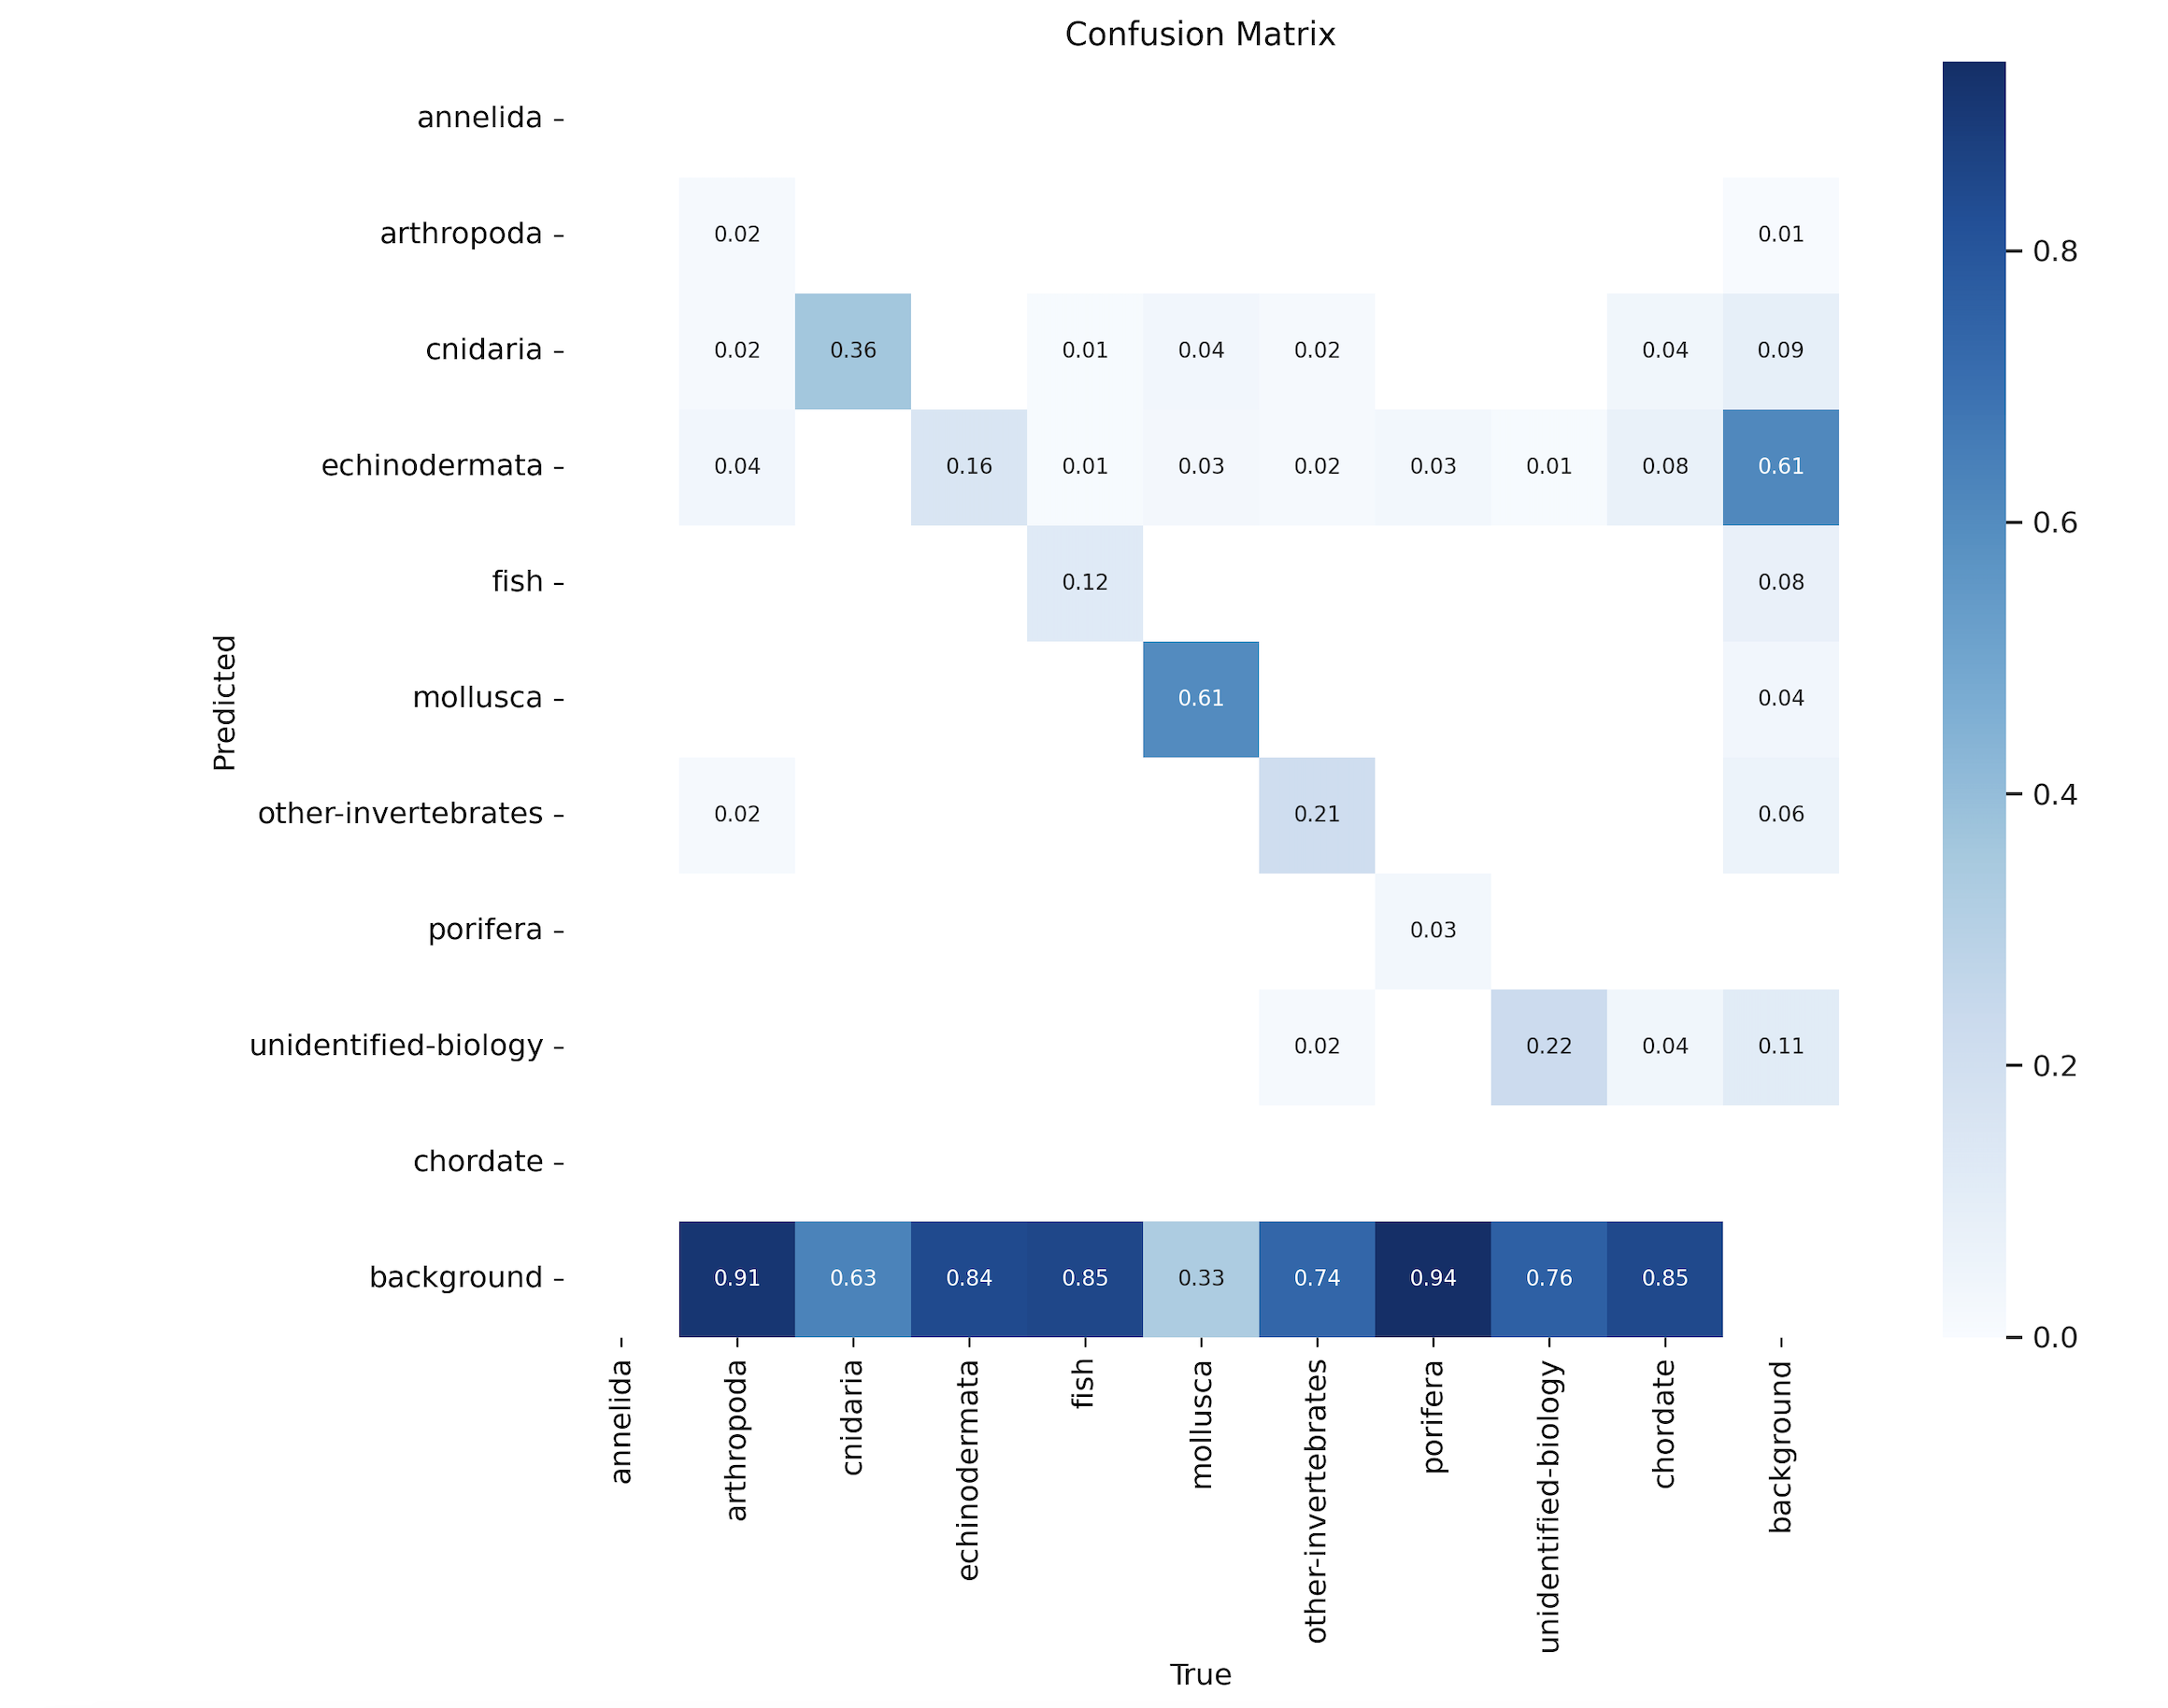 Confusion Matrix
annelida
arthropoda 0.02 0.01
cnidaria 0.02 0.36 0.01 0.04 0.02 0.04 0.09
echinodermata 0.04 0.16 0.01 0.03 0.02 0.03 0.01 0.08 0.61
fish 0.12 0.08
mollusca 0.61 0.04
other-invertebrates 0.02 0.21 0.06
porifera 0.03
unidentified-biology 0.02 0.22 0.04 0.11
chordate
background 0.91 0.63 0.84 0.85 0.33 0.74 0.94 0.76 0.85
Predicted
annelida
arthropoda
cnidaria
echinodermata
fish
mollusca
other-invertebrates
porifera
unidentified-biology
chordate
background
True
0.8
0.6
0.4
0.2
0.0